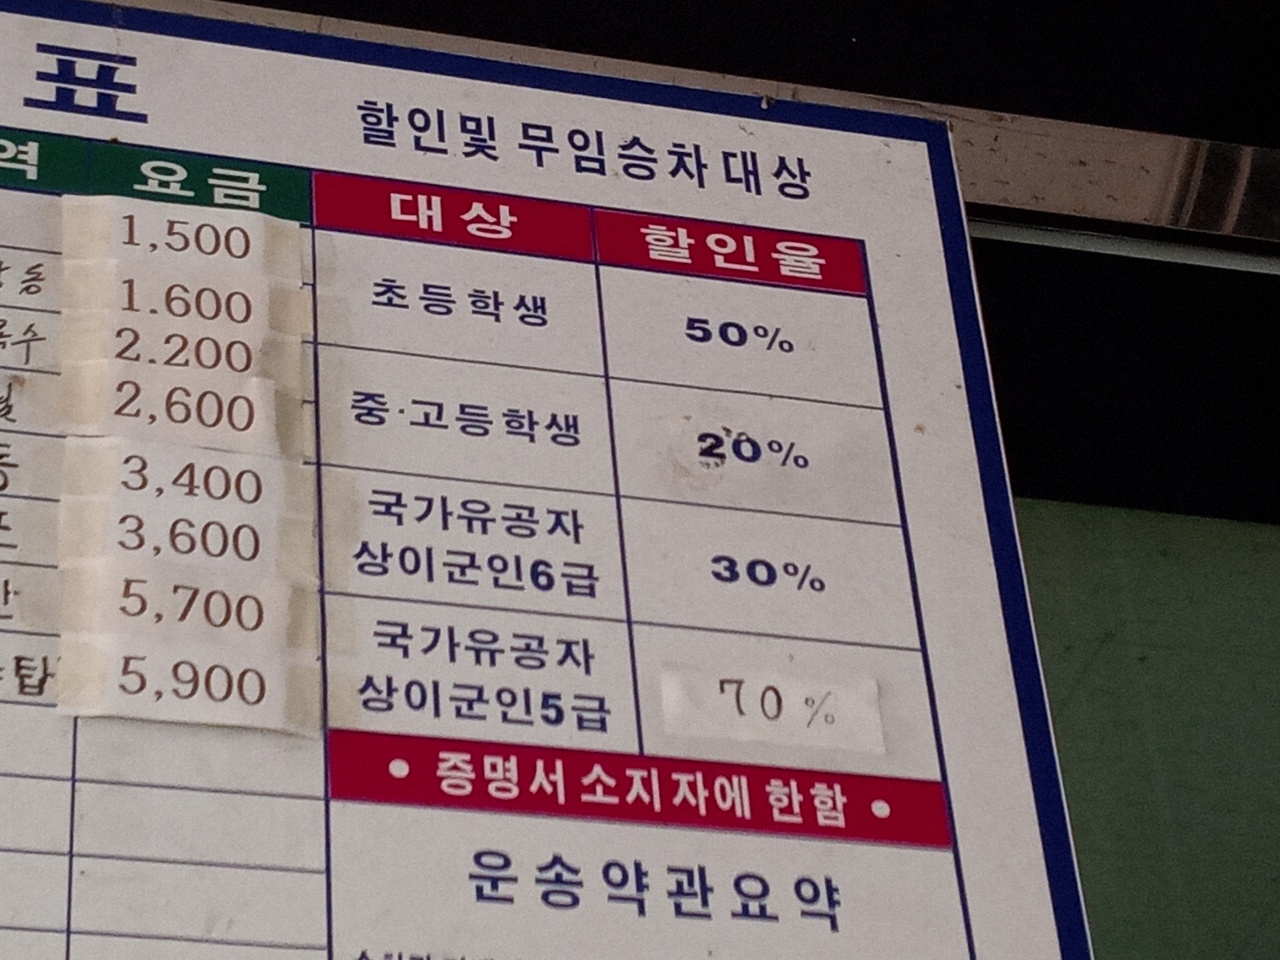 표
할인및 무임승차대상
요금
대상 할인율
1,500
1.600
2.200
2,600
3,400
3,600
5,700
5,900
초등학생 50%
중·고등학생 20%
국가유공자
상이군인6급 30%
국가유공자
상이군인5급 70%
• 증명서 소지자에 한함 •
운송약관요약